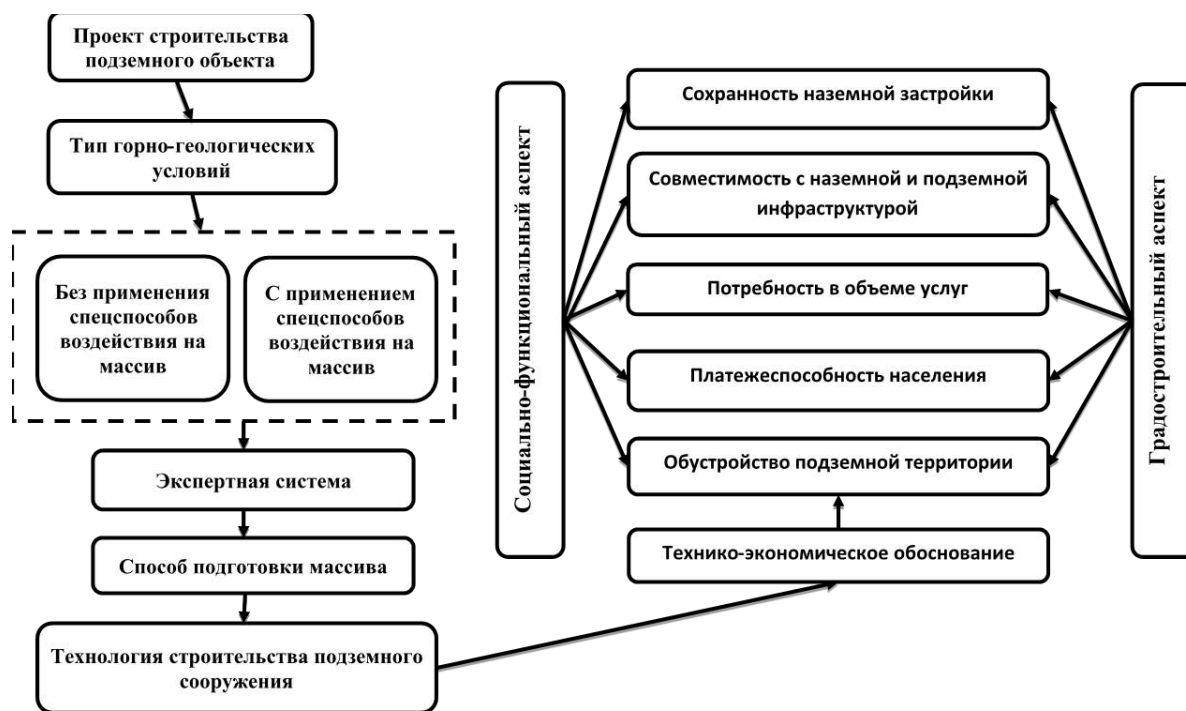 Проект строительства
подземного объекта
Тип горно-геологических
условий
Без применения
спецспособов
воздействия на
массив
С применением
спецспособов
воздействия на
массив
Экспертная система
Способ подготовки массива
Технология строительства подземного
сооружения
Социально-функциональный аспект
Сохранность наземной застройки
Совместимость с наземной и подземной
инфраструктурой
Потребность в объеме услуг
Платежеспособность населения
Обустройство подземной территории
Технико-экономическое обоснование
Градостроительный аспект